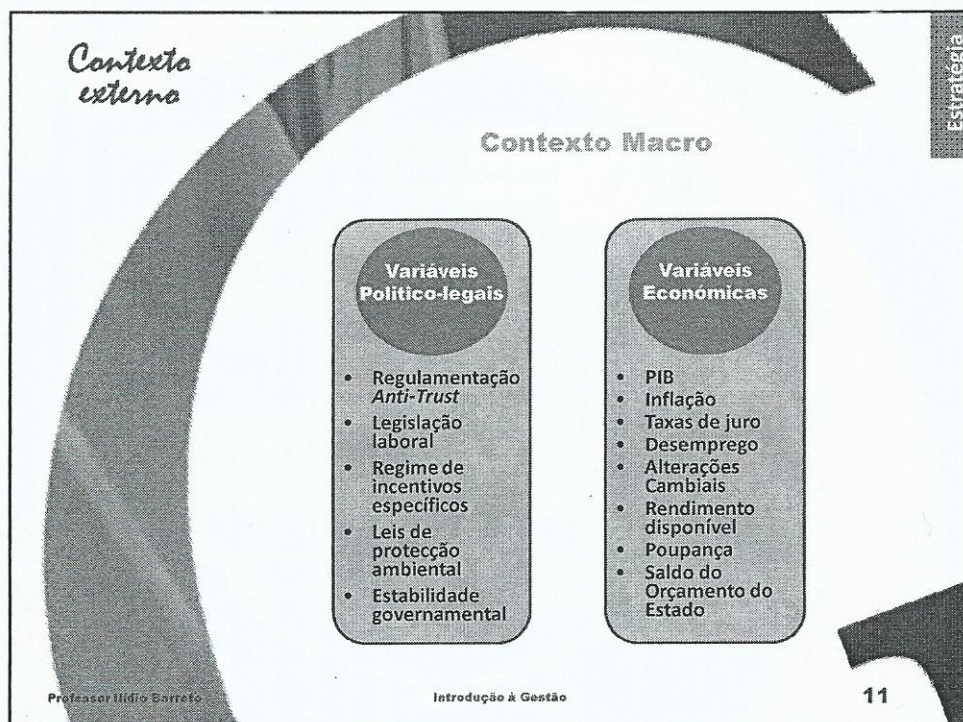 Contexto
externo
Estratégia
Contexto Macro
Variáveis
Politico-legais
• Regulamentação
Anti-Trust
• Legislação
laboral
• Regime de
incentivos
específicos
• Leis de
protecção
ambiental
• Estabilidade
governamental
Variáveis
Económicas
• PIB
• Inflação
• Taxas de juro
• Desemprego
• Alterações
Cambiais
• Rendimento
disponível
• Poupança
• Saldo do
Orçamento do
Estado
Professor Ilídio Barreto
Introdução à Gestão
11